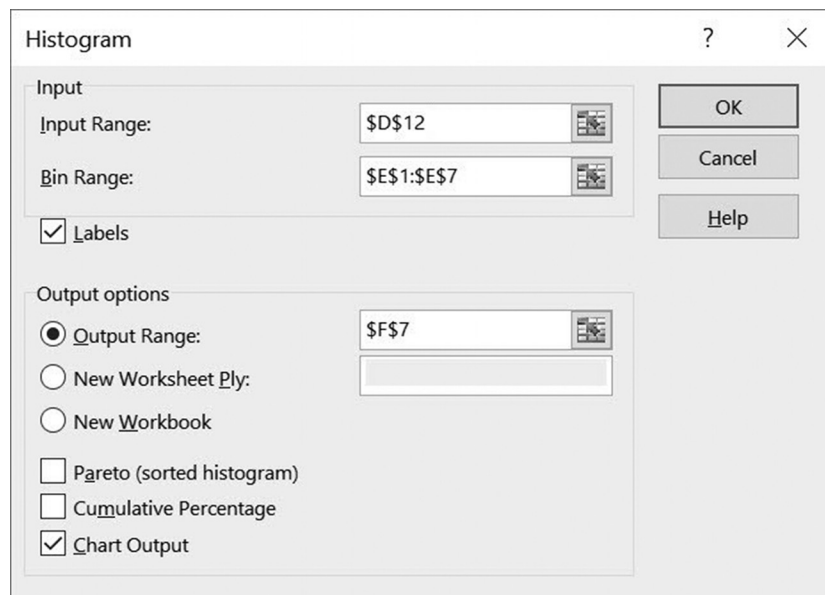 Histogram
?
Input
Input Range:
$D$12
OK
Bin Range:
$E$1:$E$7
Cancel
Labels
Help
Output options
Output Range:
$F$7
New Worksheet Ply:
New Workbook
Pareto (sorted histogram)
Cumulative Percentage
Chart Output